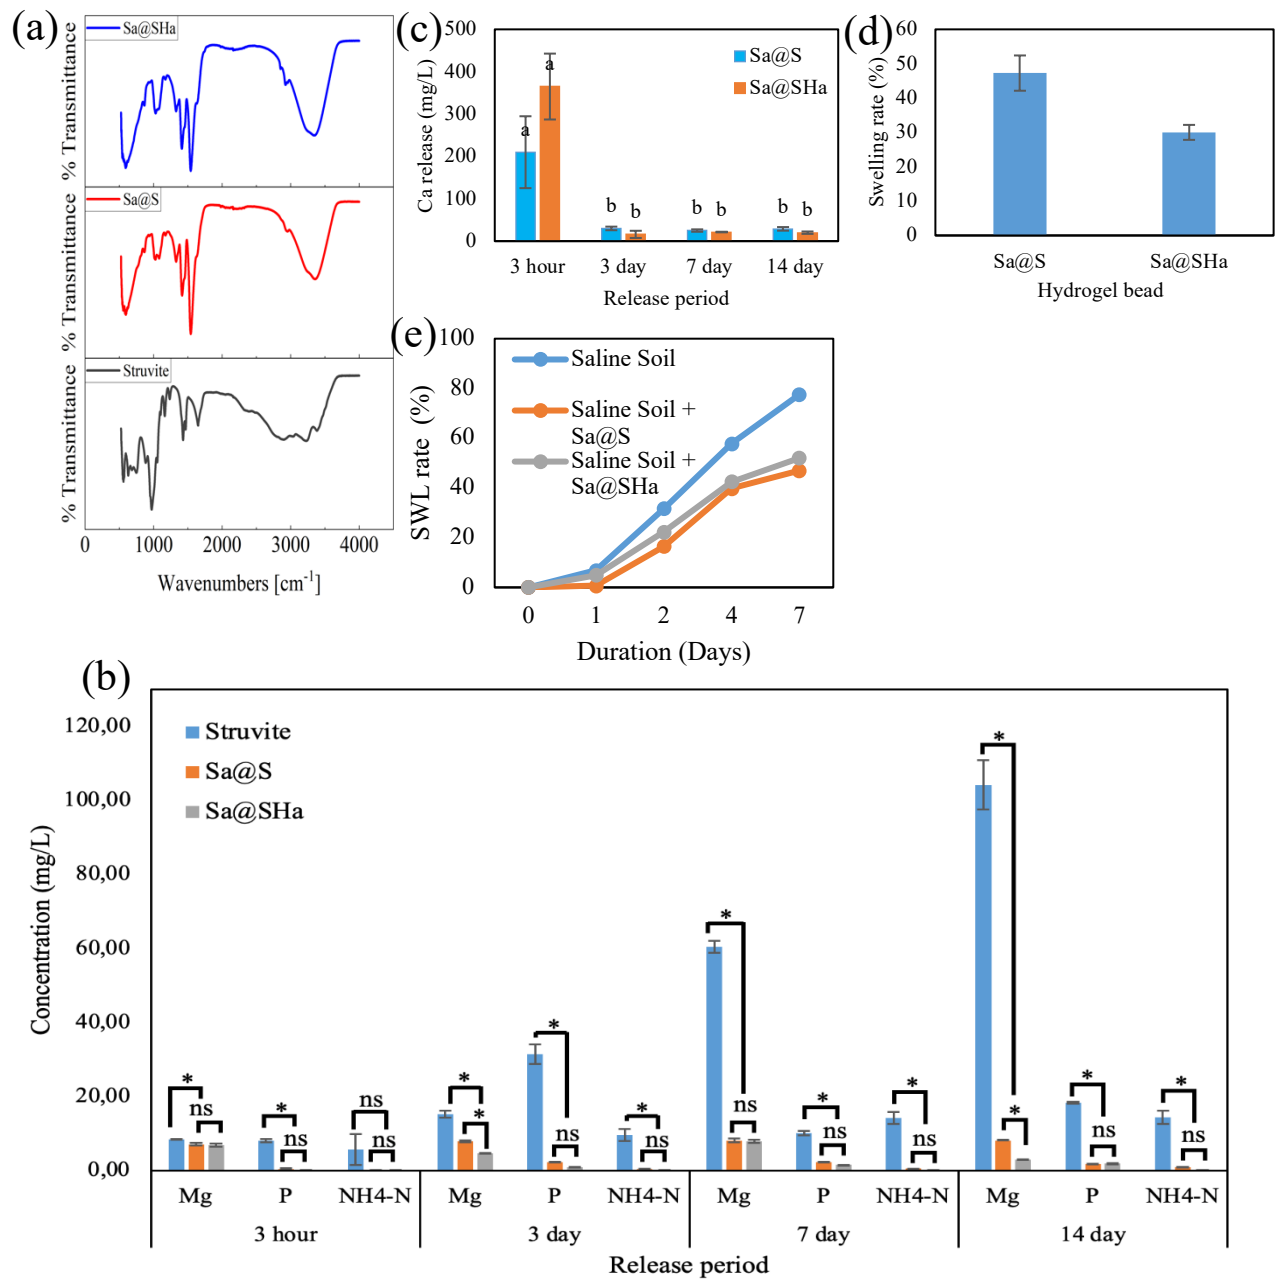 (a)
Sa@SHa
% Transmittance
Sa@S
% Transmittance
Struvite
% Transmittance
0 1000 2000 3000 4000
Wavenumbers [cm-1]
(c)
500
400
300
200
100
0
Ca release (mg/L)
Sa@S
Sa@SHa
a a
b b b b b b
3 hour 3 day 7 day 14 day
Release period
(d)
60
50
40
30
20
10
0
Swelling rate (%)
Sa@S Sa@SHa
Hydrogel bead
(e)
100
80
60
40
20
0
SWL rate (%)
Saline Soil
Saline Soil +
Sa@S
Saline Soil +
Sa@SHa
0 1 2 4 7
Duration (Days)
(b)
120,00
100,00
80,00
60,00
40,00
20,00
0,00
Concentration (mg/L)
Struvite
Sa@S
Sa@SHa
* ns * ns ns ns
* * * ns * ns
* ns * ns * ns
* * * ns * ns
Mg P NH4-N Mg P NH4-N Mg P NH4-N Mg P NH4-N
3 hour 3 day 7 day 14 day
Release period